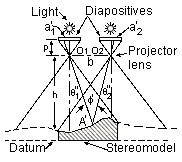 Light Diapositives
a'1 a'2
p O1 O2 Projector
b lens
h θ'1 ϕ' θ'2
A'
Datum Stereomodel